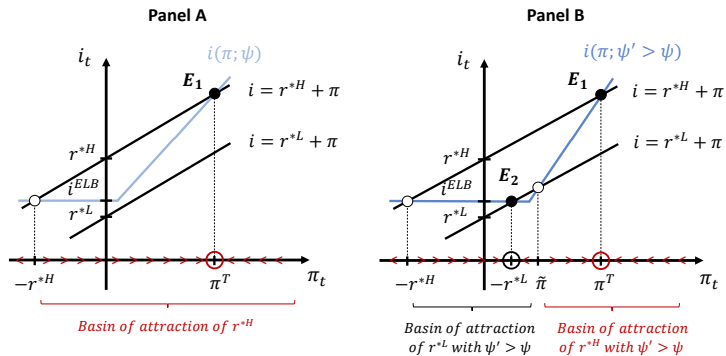 Panel A
i_t
i(π; ψ)
E_1
i = r^{*H} + π
i = r^{*L} + π
r^{*H}
i^{ELB}
r^{*L}
−r^{*H}
π^T
π_t
Basin of attraction of r^{*H}
Panel B
i_t
i(π; ψ′ > ψ)
E_1
i = r^{*H} + π
i = r^{*L} + π
r^{*H}
i^{ELB}
E_2
r^{*L}
−r^{*H}
−r^{*L}
π̃
π^T
π_t
Basin of attraction
of r^{*L} with ψ′ > ψ
Basin of attraction
of r^{*H} with ψ′ > ψ